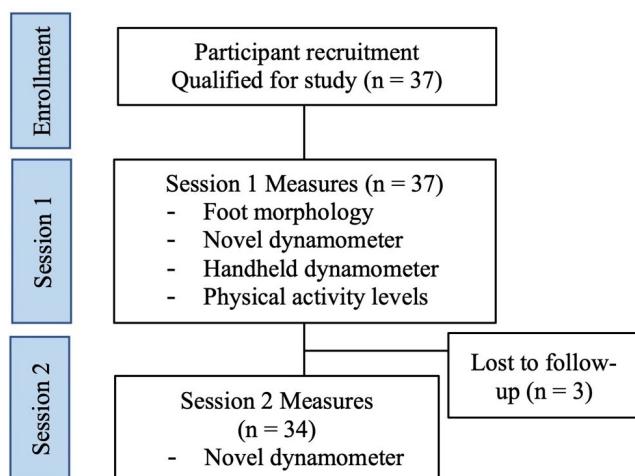 Enrollment
Participant recruitment
Qualified for study (n = 37)
Session 1
Session 1 Measures (n = 37)
- Foot morphology
- Novel dynamometer
- Handheld dynamometer
- Physical activity levels
Lost to follow-
up (n = 3)
Session 2
Session 2 Measures
(n = 34)
- Novel dynamometer